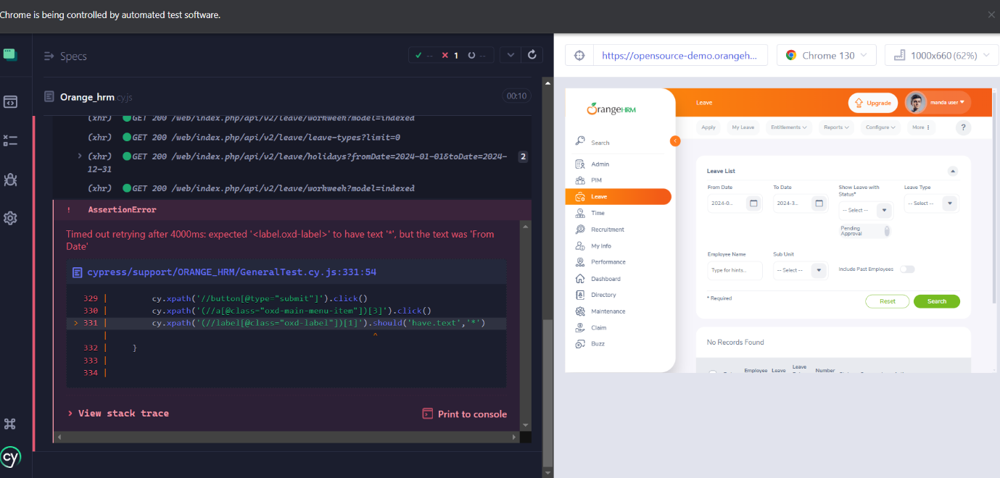 Chrome is being controlled by automated test software.
Specs
-- 1 --
https://opensource-demo.orangeh...
Chrome 130
1000x660 (62%)
Orange_hrm.cy.js
00:10
(xhr) GET 200 /web/index.php/api/v2/leave/workweek?model=indexed
(xhr) GET 200 /web/index.php/api/v2/leave/leave-types?limit=0
(xhr) GET 200 /web/index.php/api/v2/leave/holidays?fromDate=2024-01-01&toDate=2024-
12-31
2
(xhr) GET 200 /web/index.php/api/v2/leave/workweek?model=indexed
! AssertionError
Timed out retrying after 4000ms: expected '<label.oxd-label>' to have text '*', but the text was 'From
Date'
cypress/support/ORANGE_HRM/GeneralTest.cy.js:331:54
329 | cy.xpath('//button[@type="submit"]').click()
330 | cy.xpath('(//a[@class="oxd-main-menu-item"])[3]').click()
> 331 | cy.xpath('(//label[@class="oxd-label"])[1]').should('have.text','*')
| ^
332 | }
333 |
334 |
View stack trace
Print to console
cy
OrangeHRM
Search
Admin
PIM
Leave
Time
Recruitment
My Info
Performance
Dashboard
Directory
Maintenance
Claim
Buzz
Leave
Upgrade
manda user
Apply My Leave Entitlements Reports Configure More ?
Leave List
From Date To Date Show Leave with Leave Type
Status*
2024-0... 2024-3... -- Select -- -- Select --
Pending
Approval
Employee Name Sub Unit
Type for hints... -- Select -- Include Past Employees
* Required
Reset Search
No Records Found
Employee Leave Leave Number